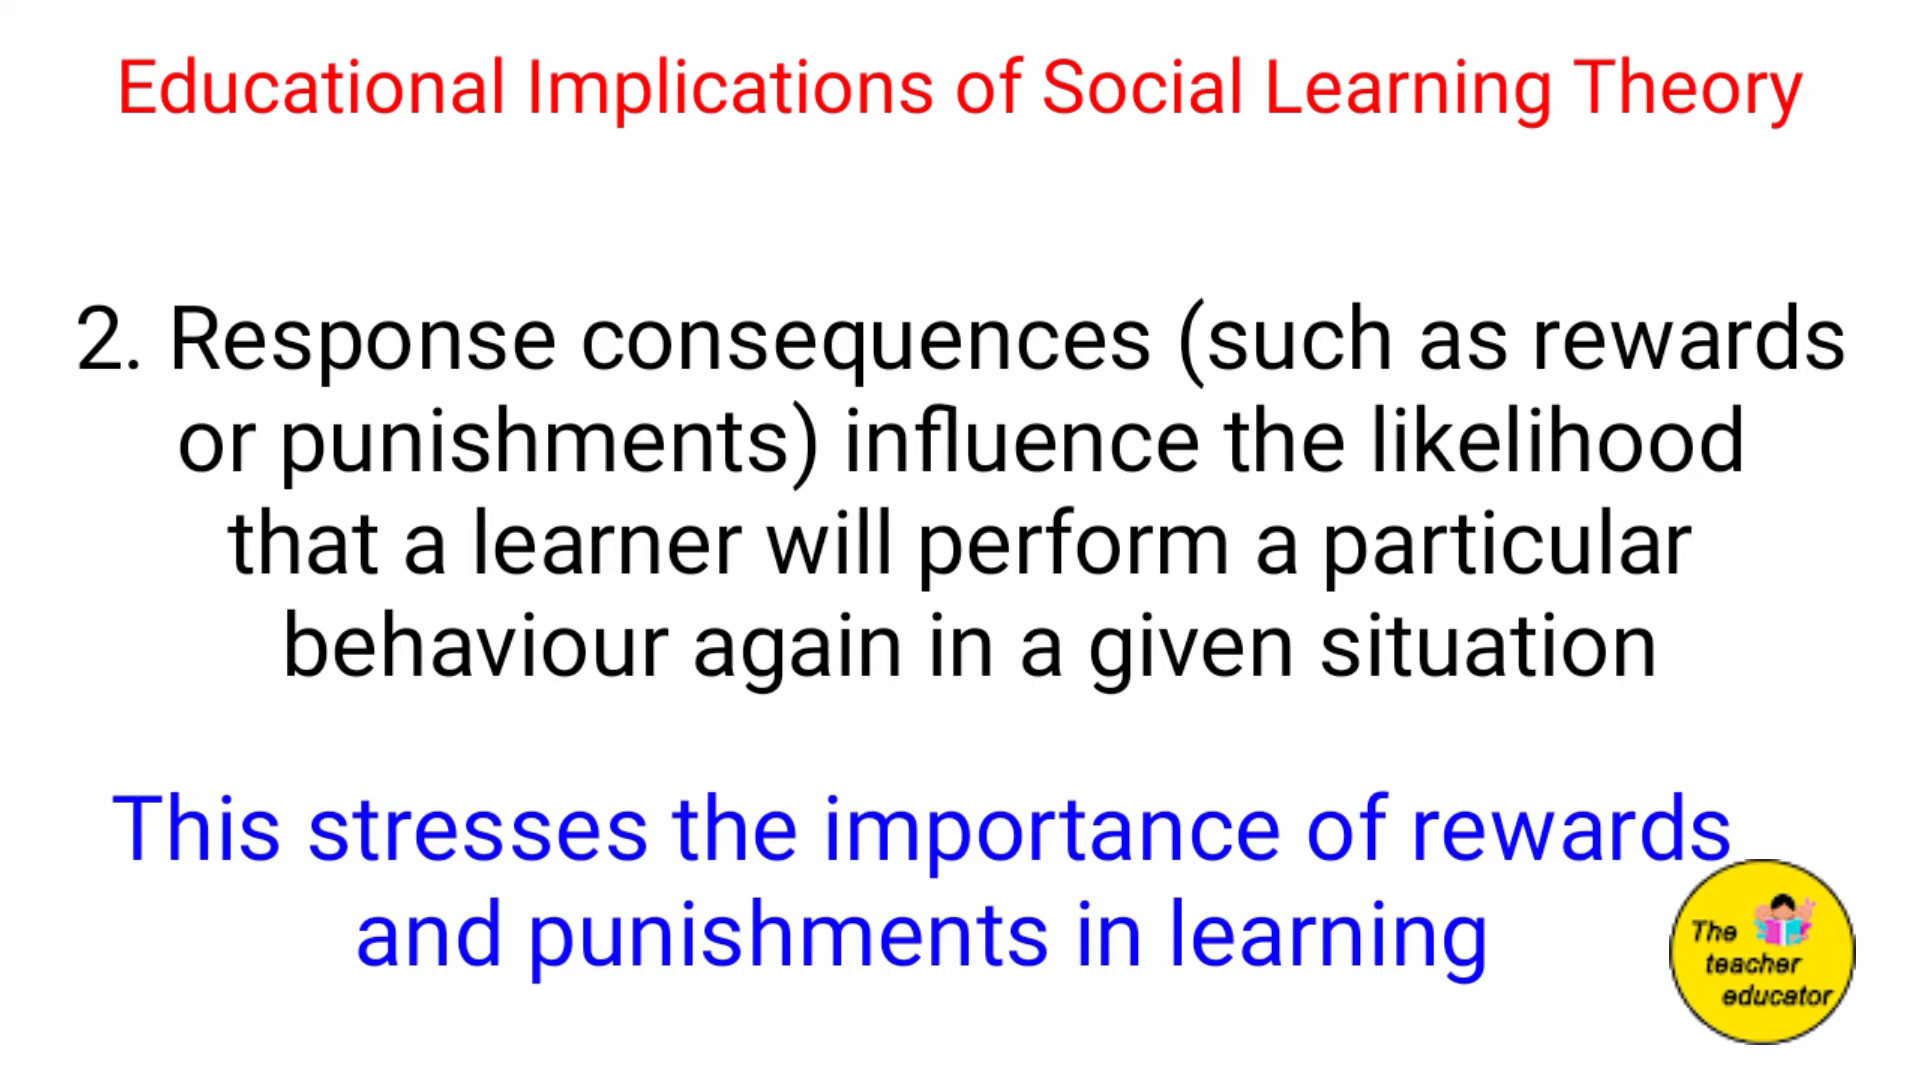 Educational Implications of Social Learning Theory
2. Response consequences (such as rewards
or punishments) influence the likelihood
that a learner will perform a particular
behaviour again in a given situation
This stresses the importance of rewards
and punishments in learning
The
teacher
educator